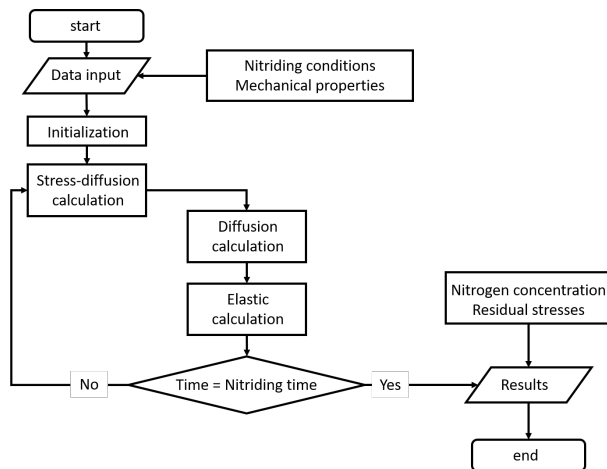 start
Data input
Nitriding conditions
Mechanical properties
Initialization
Stress-diffusion
calculation
Diffusion
calculation
Elastic
calculation
Nitrogen concentration
Residual stresses
No
Time = Nitriding time
Yes
Results
end